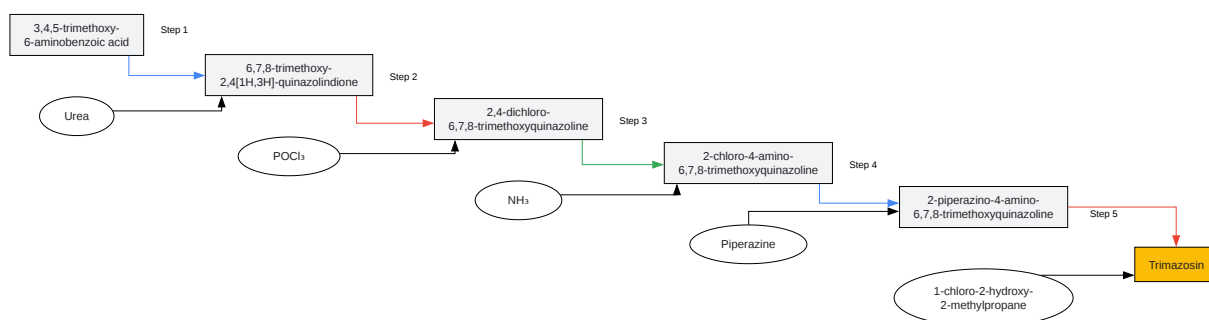 3,4,5-trimethoxy-
6-aminobenzoic acid
Step 1
6,7,8-trimethoxy-
2,4[1H,3H]-quinazolindione
Step 2
Urea
2,4-dichloro-
6,7,8-trimethoxyquinazoline
Step 3
POCl₃
2-chloro-4-amino-
6,7,8-trimethoxyquinazoline
Step 4
NH₃
2-piperazino-4-amino-
6,7,8-trimethoxyquinazoline
Step 5
Piperazine
Trimazosin
1-chloro-2-hydroxy-
2-methylpropane